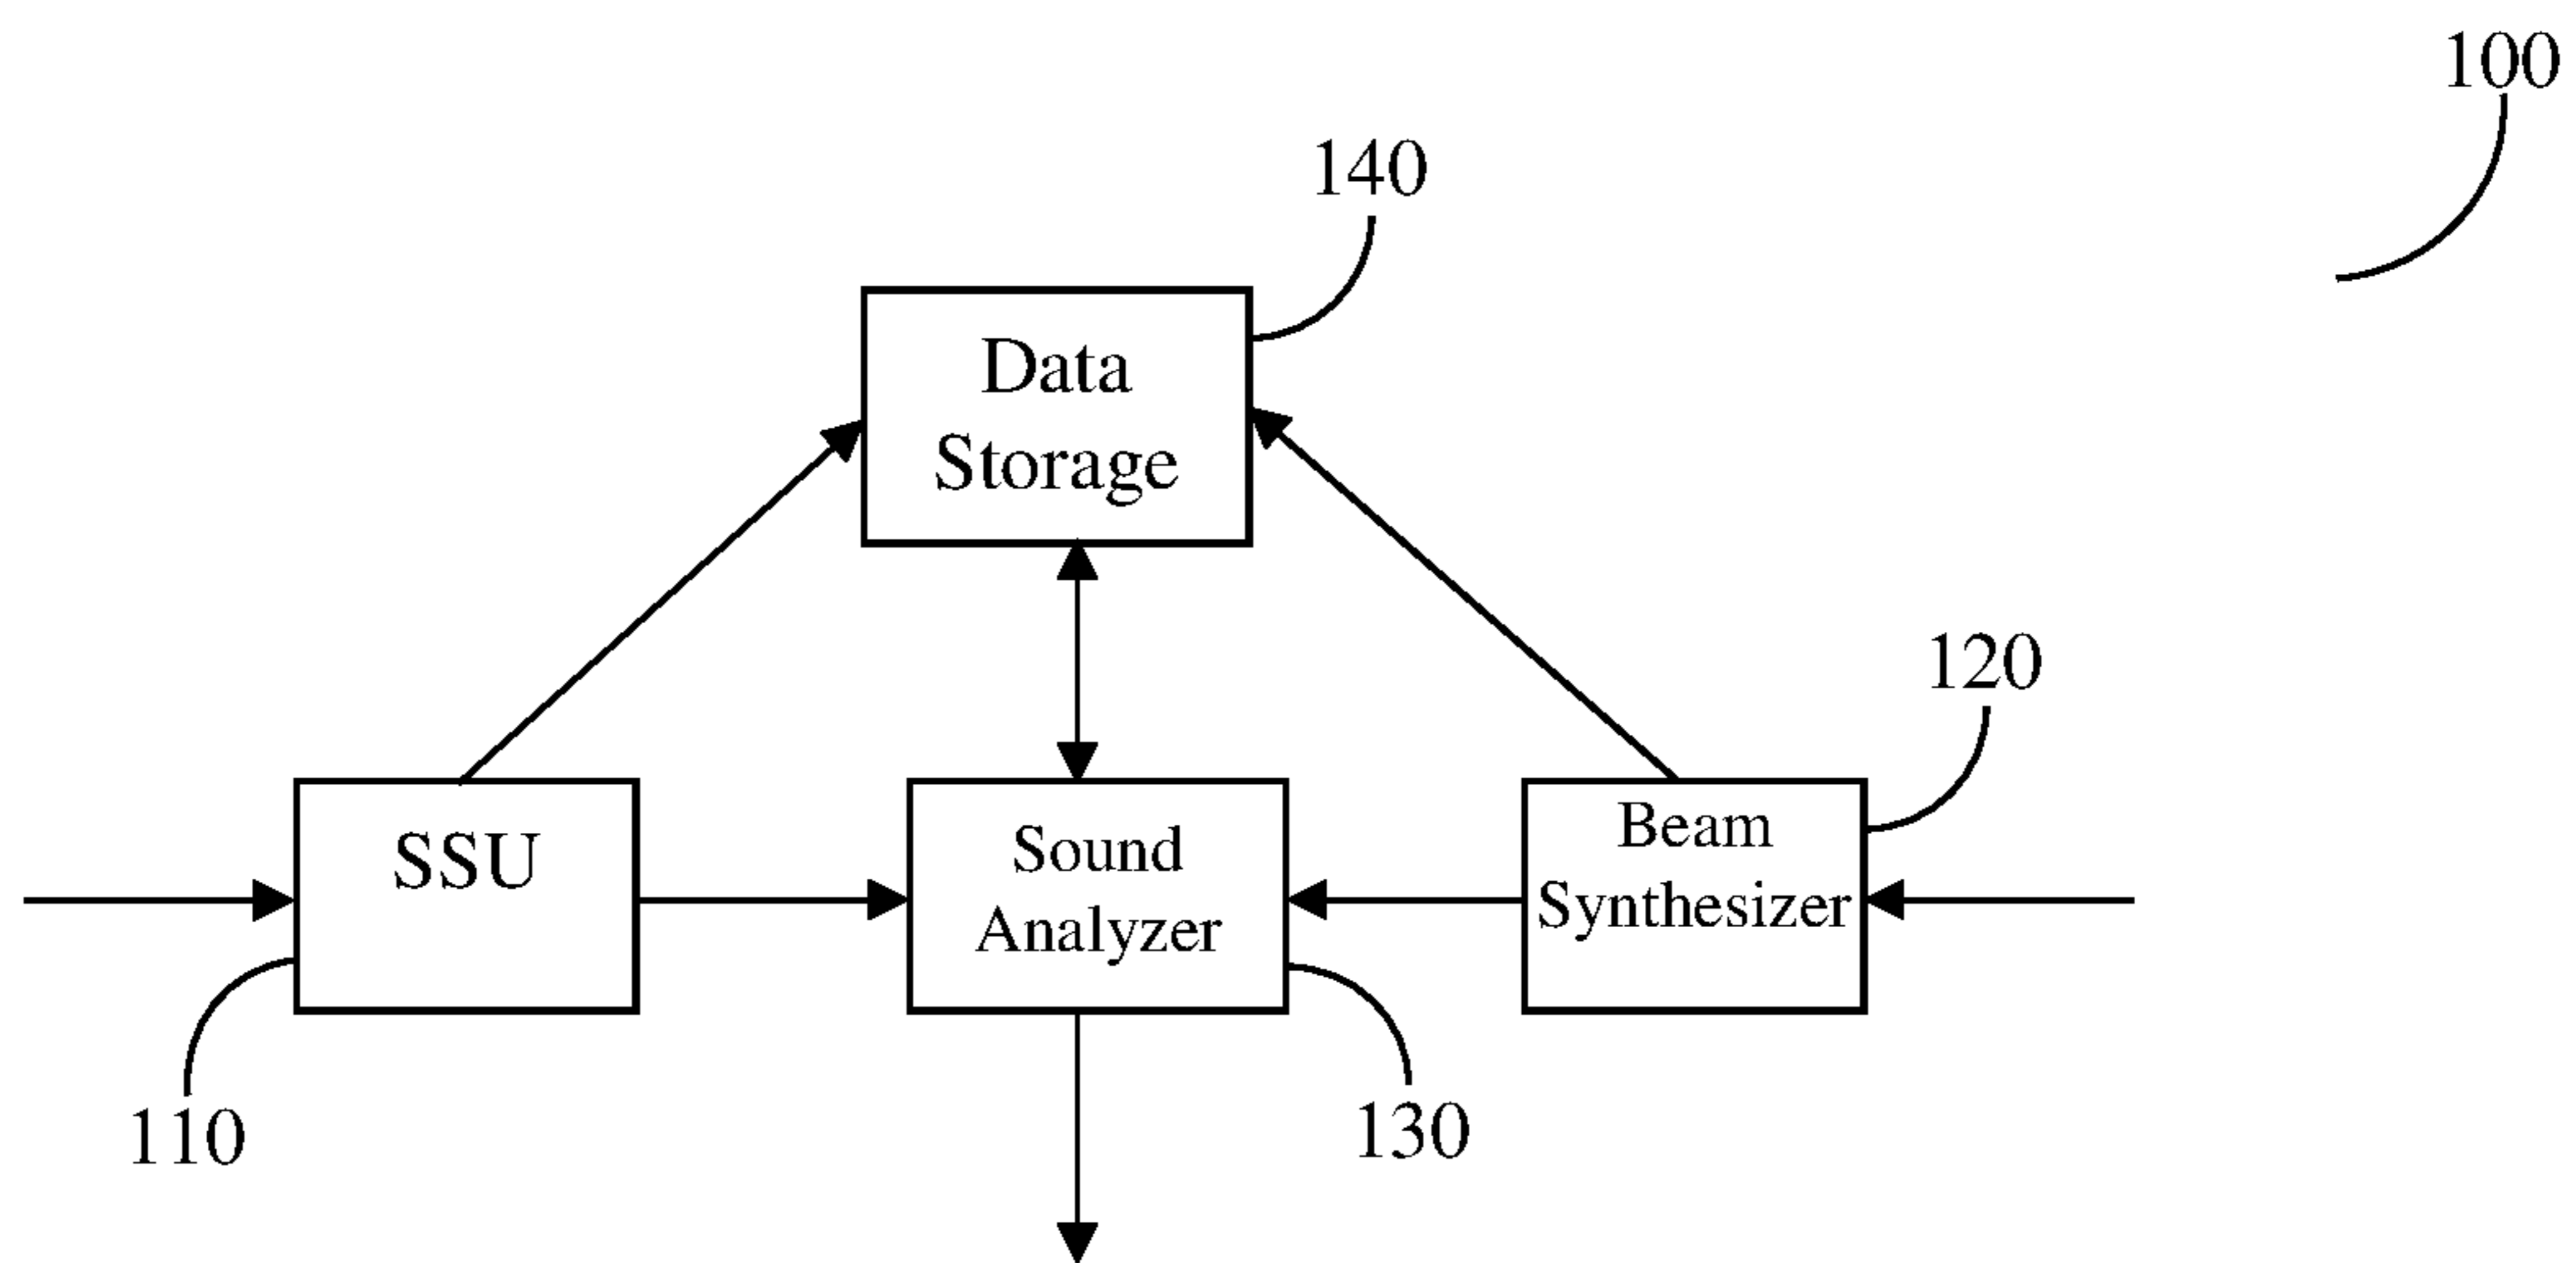 100
140
Data
Storage
120
SSU
Sound
Analyzer
Beam
Synthesizer
110
130